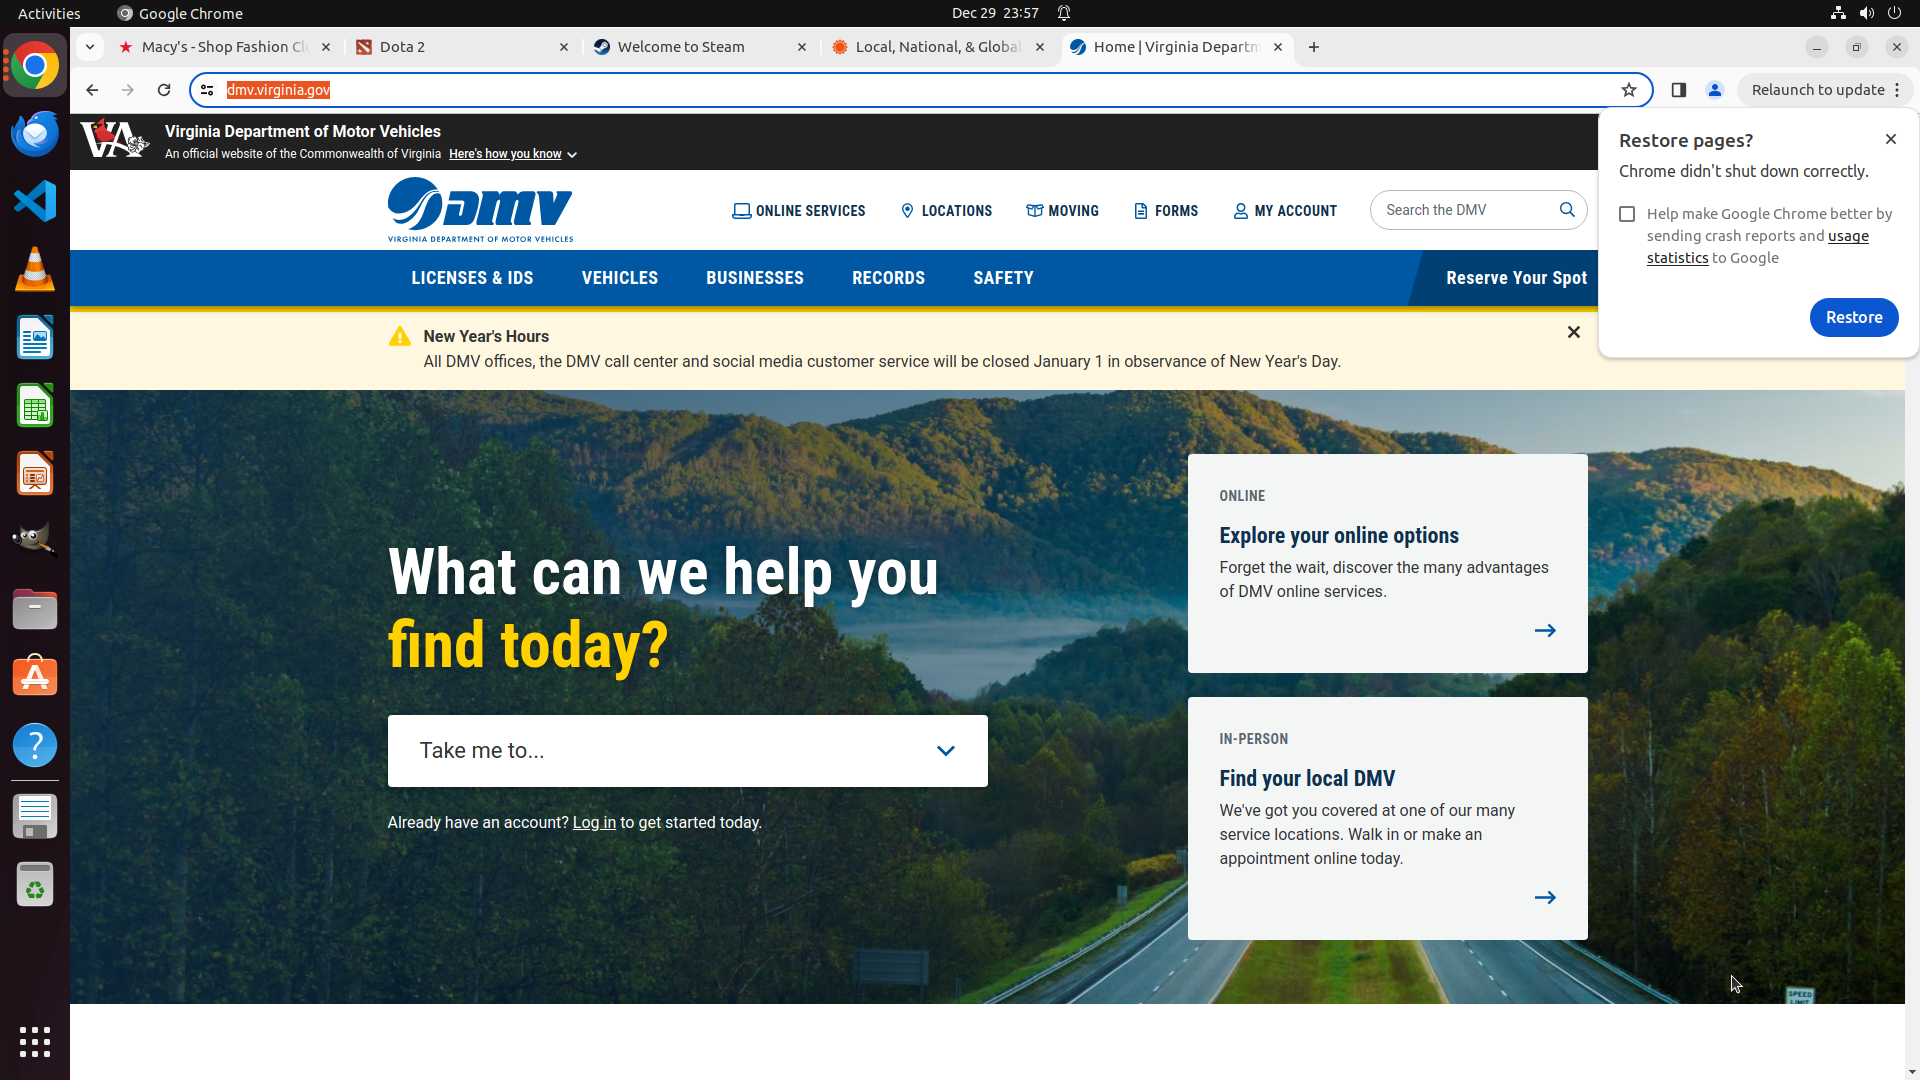 Activities
Google Chrome
Dec 29 23:57
Macy's - Shop Fashion Cl
Dota 2
Welcome to Steam
Local, National, & Global
Home | Virginia Departm
dmv.virginia.gov
Relaunch to update
VA
Virginia Department of Motor Vehicles
An official website of the Commonwealth of Virginia Here's how you know
Restore pages?
Chrome didn't shut down correctly.
Help make Google Chrome better by
sending crash reports and usage
statistics to Google
Restore
DMV
VIRGINIA DEPARTMENT OF MOTOR VEHICLES
ONLINE SERVICES
LOCATIONS
MOVING
FORMS
MY ACCOUNT
Search the DMV
LICENSES & IDS
VEHICLES
BUSINESSES
RECORDS
SAFETY
Reserve Your Spot
New Year's Hours
All DMV offices, the DMV call center and social media customer service will be closed January 1 in observance of New Year's Day.
What can we help you
find today?
Take me to...
Already have an account? Log in to get started today.
ONLINE
Explore your online options
Forget the wait, discover the many advantages
of DMV online services.
IN-PERSON
Find your local DMV
We've got you covered at one of our many
service locations. Walk in or make an
appointment online today.
SPEED
LIMIT